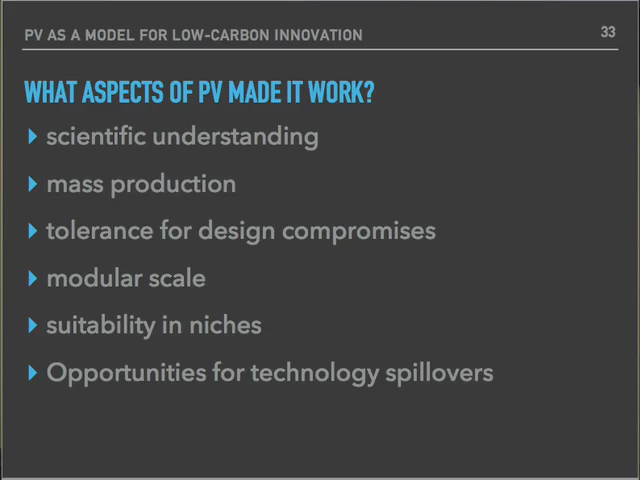 PV AS A MODEL FOR LOW-CARBON INNOVATION
33
WHAT ASPECTS OF PV MADE IT WORK?
scientific understanding
mass production
tolerance for design compromises
modular scale
suitability in niches
Opportunities for technology spillovers